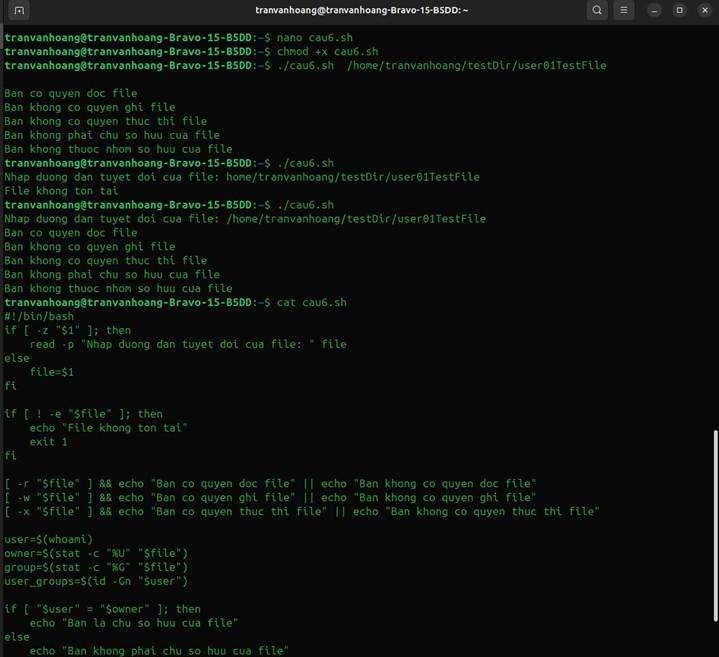 tranvanhoang@tranvanhoang-Bravo-15-B5DD: ~
tranvanhoang@tranvanhoang-Bravo-15-B5DD:~$ nano cau6.sh
tranvanhoang@tranvanhoang-Bravo-15-B5DD:~$ chmod +x cau6.sh
tranvanhoang@tranvanhoang-Bravo-15-B5DD:~$ ./cau6.sh  /home/tranvanhoang/testDir/user01TestFile

Ban co quyen doc file
Ban khong co quyen ghi file
Ban khong co quyen thuc thi file
Ban khong phai chu so huu cua file
Ban khong thuoc nhom so huu cua file
tranvanhoang@tranvanhoang-Bravo-15-B5DD:~$ ./cau6.sh
Nhap duong dan tuyet doi cua file: home/tranvanhoang/testDir/user01TestFile
File khong ton tai
tranvanhoang@tranvanhoang-Bravo-15-B5DD:~$ ./cau6.sh
Nhap duong dan tuyet doi cua file: /home/tranvanhoang/testDir/user01TestFile
Ban co quyen doc file
Ban khong co quyen ghi file
Ban khong co quyen thuc thi file
Ban khong phai chu so huu cua file
Ban khong thuoc nhom so huu cua file
tranvanhoang@tranvanhoang-Bravo-15-B5DD:~$ cat cau6.sh
#!/bin/bash
if [ -z "$1" ]; then
    read -p "Nhap duong dan tuyet doi cua file: " file
else
    file=$1
fi

if [ ! -e "$file" ]; then
    echo "File khong ton tai"
    exit 1
fi

[ -r "$file" ] && echo "Ban co quyen doc file" || echo "Ban khong co quyen doc file"
[ -w "$file" ] && echo "Ban co quyen ghi file" || echo "Ban khong co quyen ghi file"
[ -x "$file" ] && echo "Ban co quyen thuc thi file" || echo "Ban khong co quyen thuc thi file"

user=$(whoami)
owner=$(stat -c "%U" "$file")
group=$(stat -c "%G" "$file")
user_groups=$(id -Gn "$user")

if [ "$user" = "$owner" ]; then
    echo "Ban la chu so huu cua file"
else
    echo "Ban khong phai chu so huu cua file"